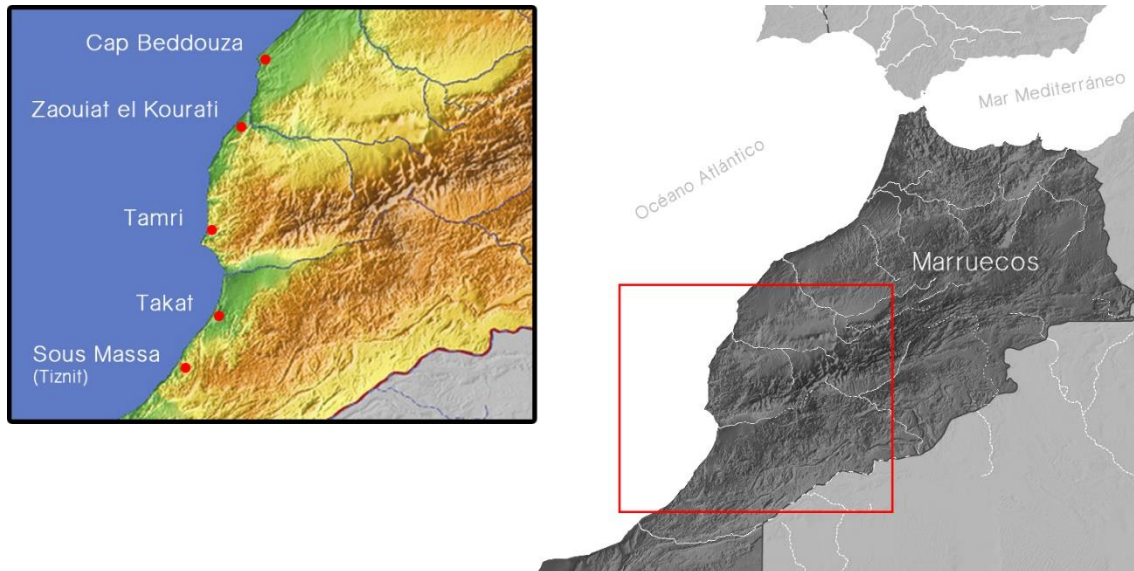 Cap Beddouza
Zaouiat el Kourati
Tamri
Takat
Sous Massa
(Tiznit)
Mar Mediterráneo
Océano Atlántico
Marruecos